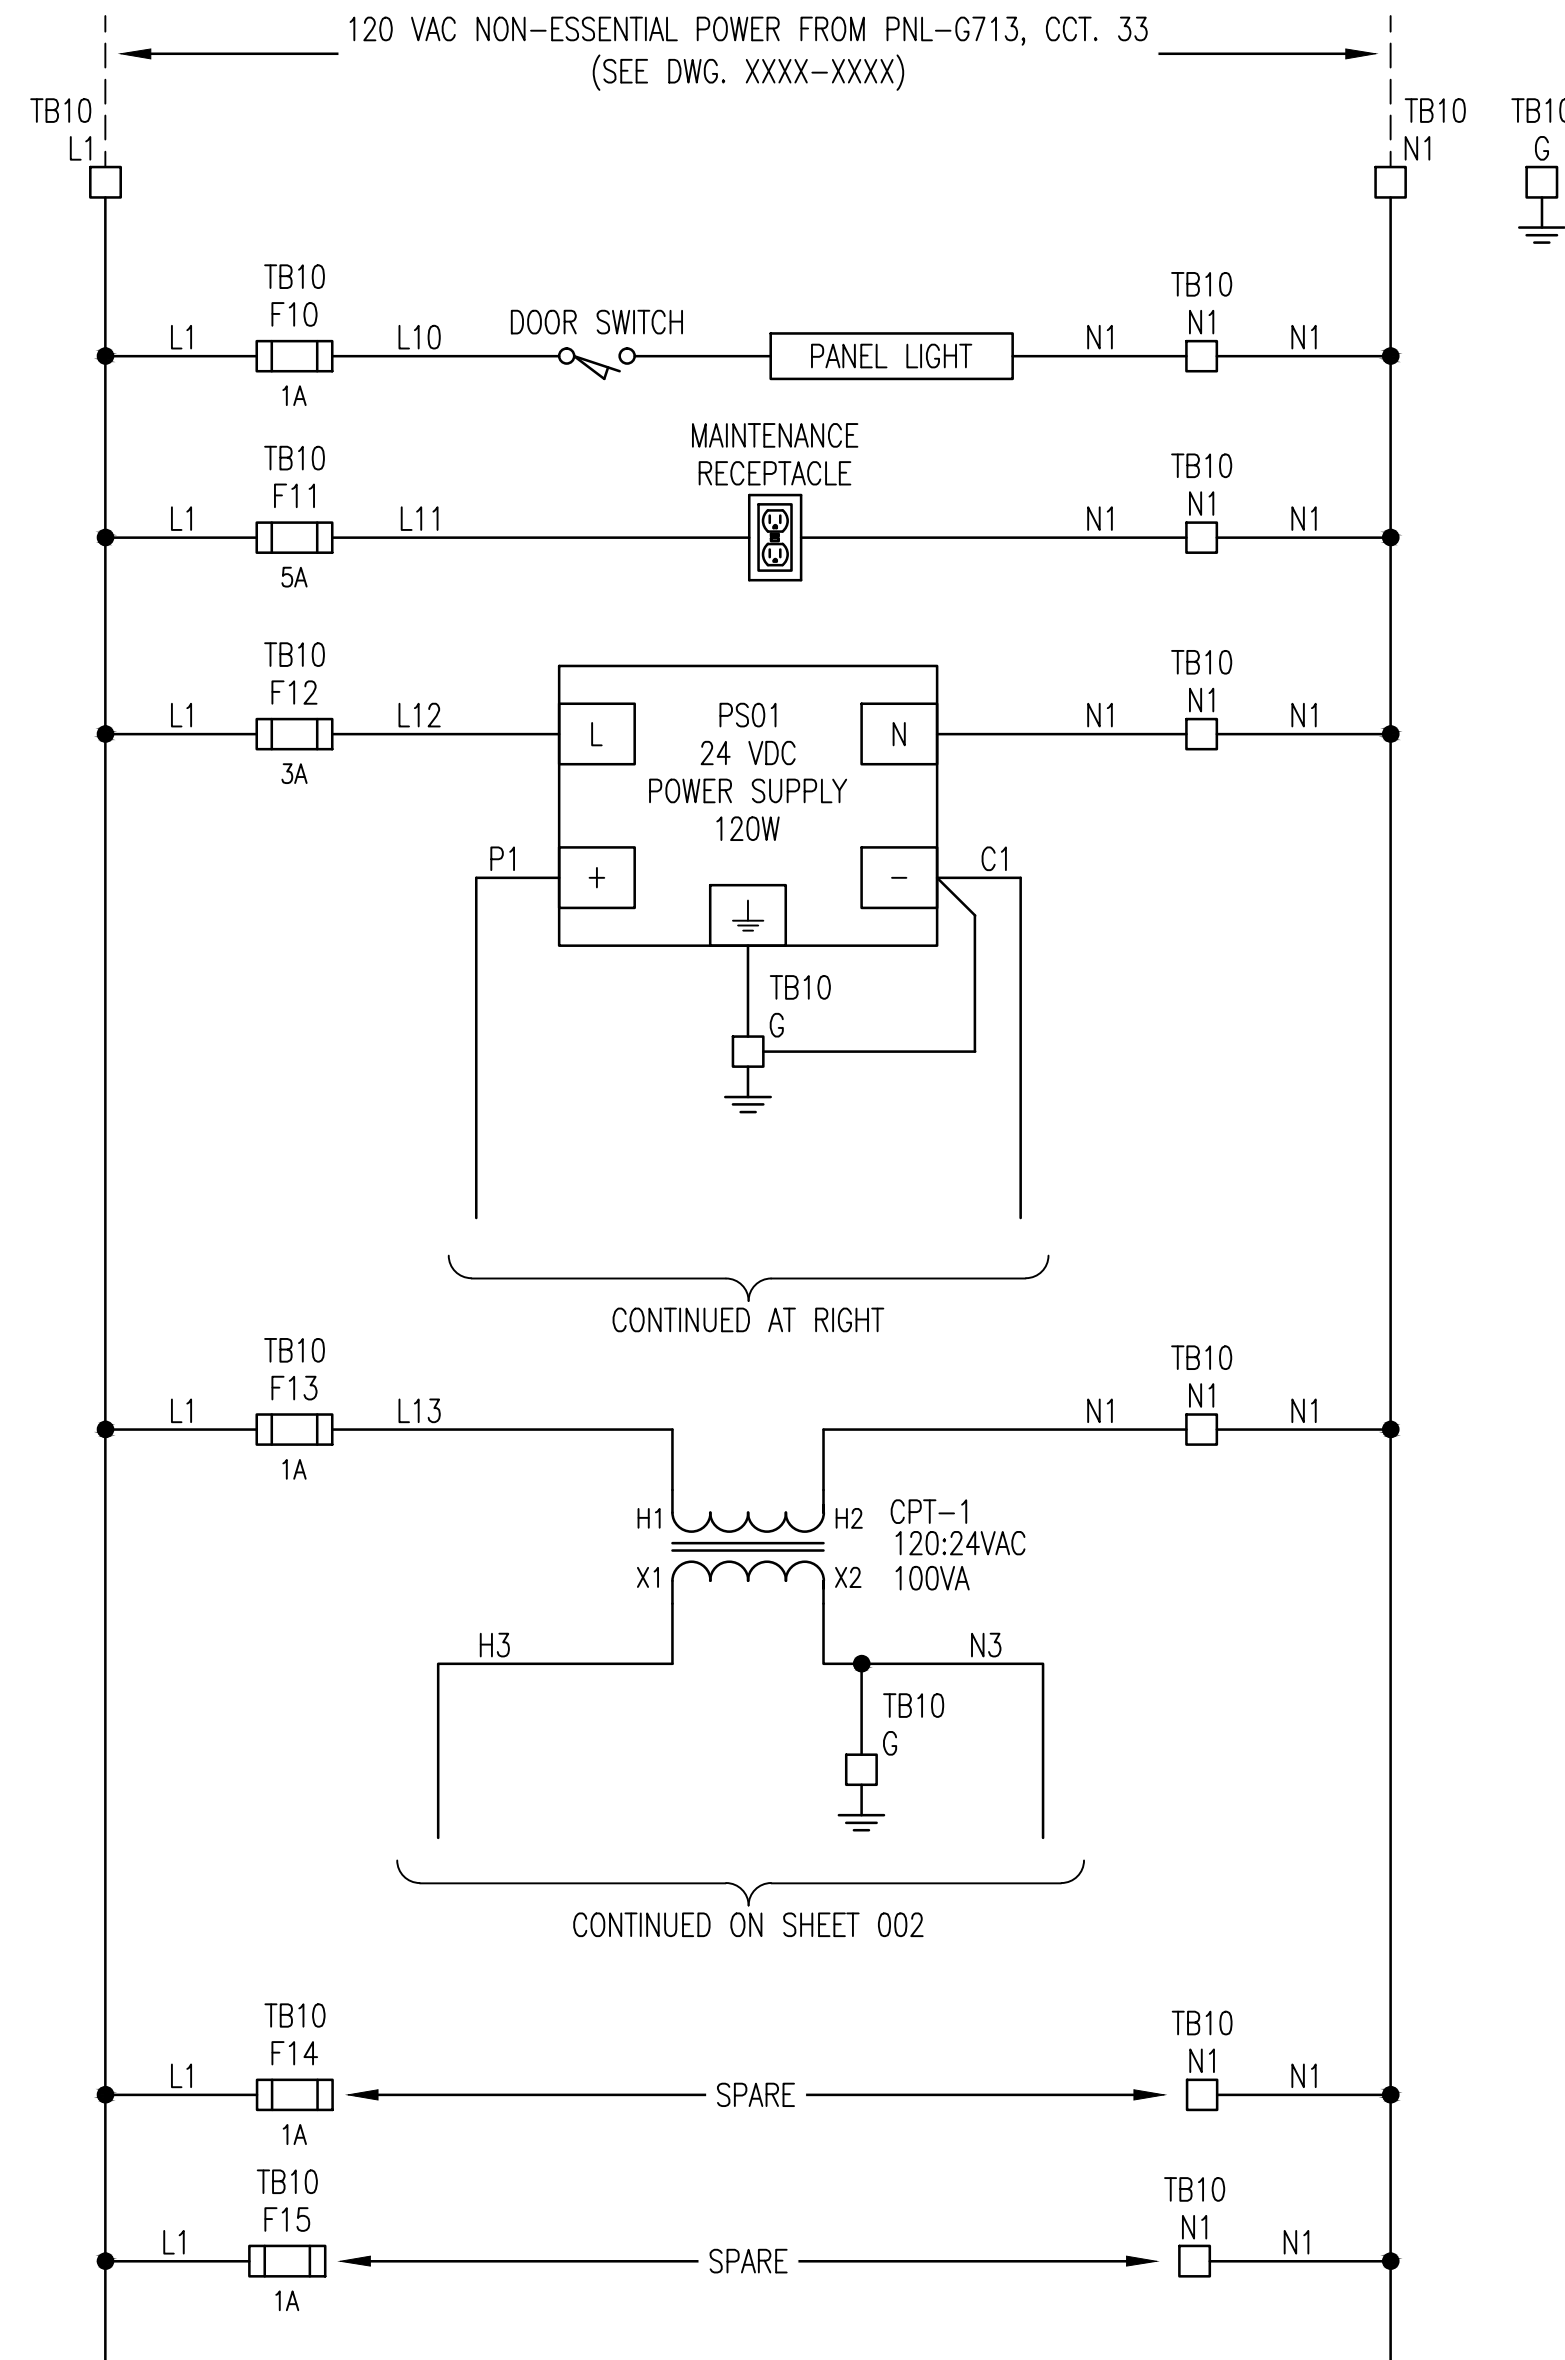 120 VAC NON-ESSENTIAL POWER FROM PNL-G713, CCT. 33
(SEE DWG. XXXX-XXXX)
TB10
L1
TB10
N1
TB10
G
TB10
F10
L1
L10
1A
DOOR SWITCH
PANEL LIGHT
N1
TB10
N1
N1
TB10
F11
L1
L11
5A
MAINTENANCE
RECEPTACLE
N1
TB10
N1
N1
TB10
F12
L1
L12
3A
L
PS01
24 VDC
POWER SUPPLY
120W
N
N1
TB10
N1
N1
P1
+
-
C1
TB10
G
CONTINUED AT RIGHT
TB10
F13
L1
L13
1A
N1
TB10
N1
N1
H1
H2
CPT-1
120:24VAC
X1
X2
100VA
H3
N3
TB10
G
CONTINUED ON SHEET 002
TB10
F14
L1
1A
SPARE
TB10
N1
N1
TB10
F15
L1
1A
SPARE
TB10
N1
N1